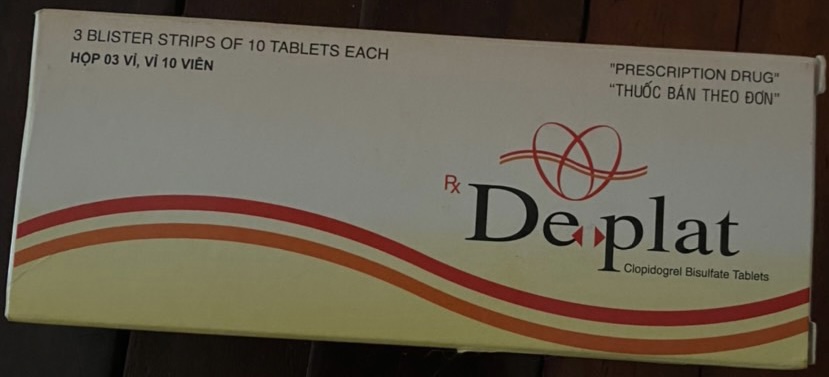 3 BLISTER STRIPS OF 10 TABLETS EACH
HỘP 03 VỈ, VỈ 10 VIÊN
"PRESCRIPTION DRUG"
"THUỐC BÁN THEO ĐƠN"
Rx
Deplat
Clopidogrel Bisulfate Tablets